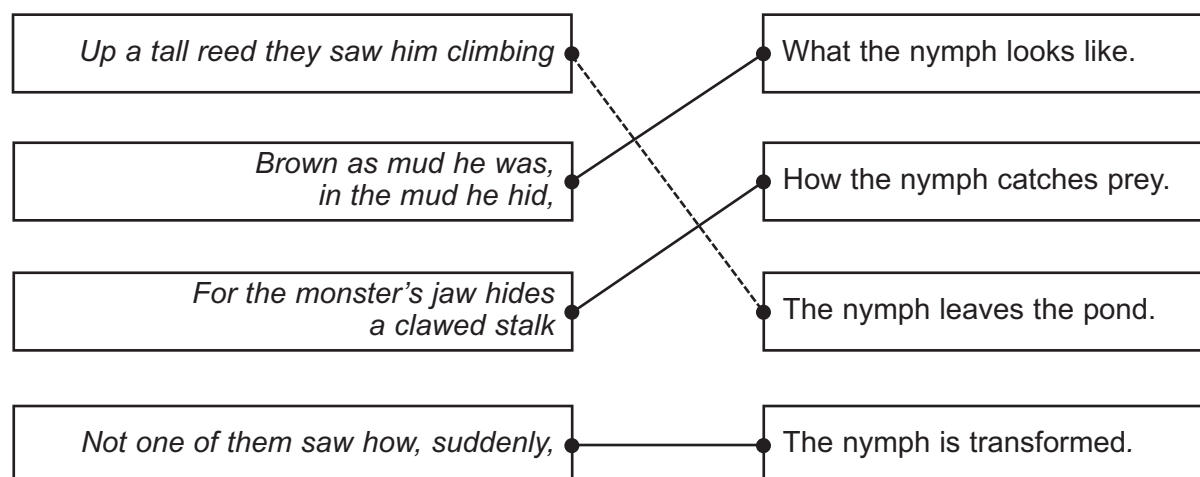 Up a tall reed they saw him climbing
What the nymph looks like.
Brown as mud he was,
in the mud he hid,
How the nymph catches prey.
For the monster’s jaw hides
a clawed stalk
The nymph leaves the pond.
Not one of them saw how, suddenly,
The nymph is transformed.